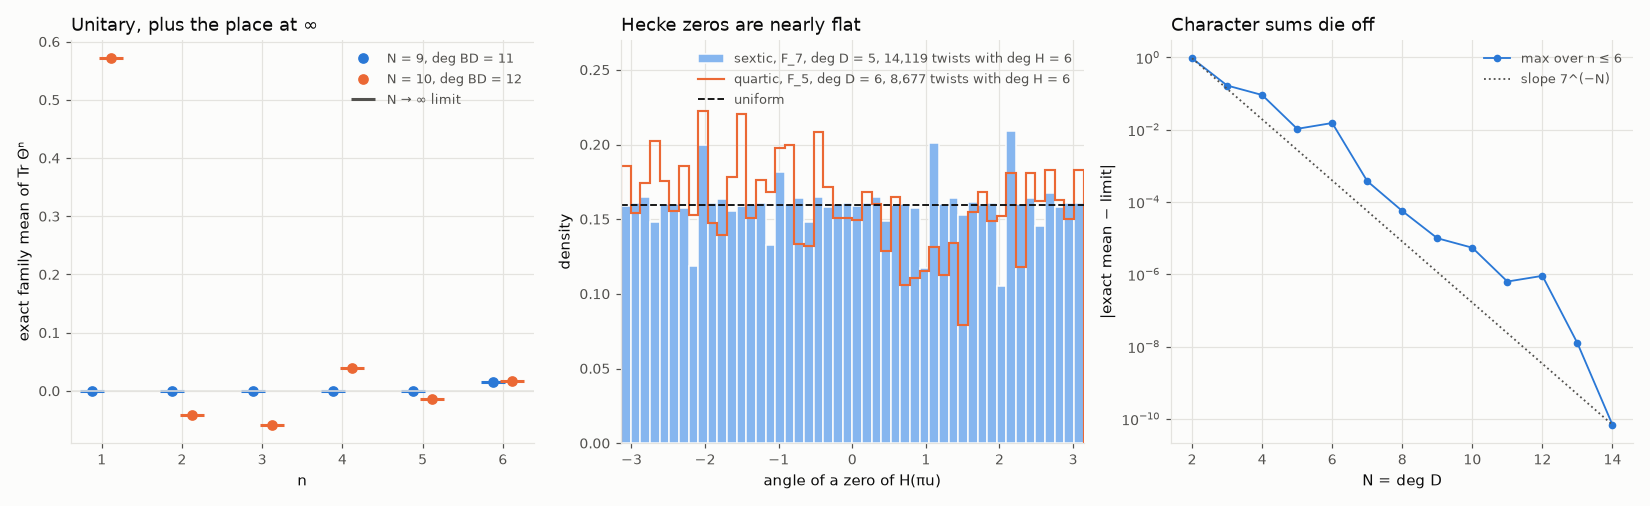 Unitary, plus the place at ∞
exact family mean of Tr Θⁿ
0.6
0.5
0.4
0.3
0.2
0.1
0.0
N = 9, deg BD = 11
N = 10, deg BD = 12
N → ∞ limit
1 2 3 4 5 6
n
Hecke zeros are nearly flat
density
0.25
0.20
0.15
0.10
0.05
0.00
sextic, F_7, deg D = 5, 14,119 twists with deg H = 6
quartic, F_5, deg D = 6, 8,677 twists with deg H = 6
uniform
−3 −2 −1 0 1 2 3
angle of a zero of H(πu)
Character sums die off
|exact mean − limit|
10⁰
10⁻²
10⁻⁴
10⁻⁶
10⁻⁸
10⁻¹⁰
max over n ≤ 6
slope 7^(−N)
2 4 6 8 10 12 14
N = deg D